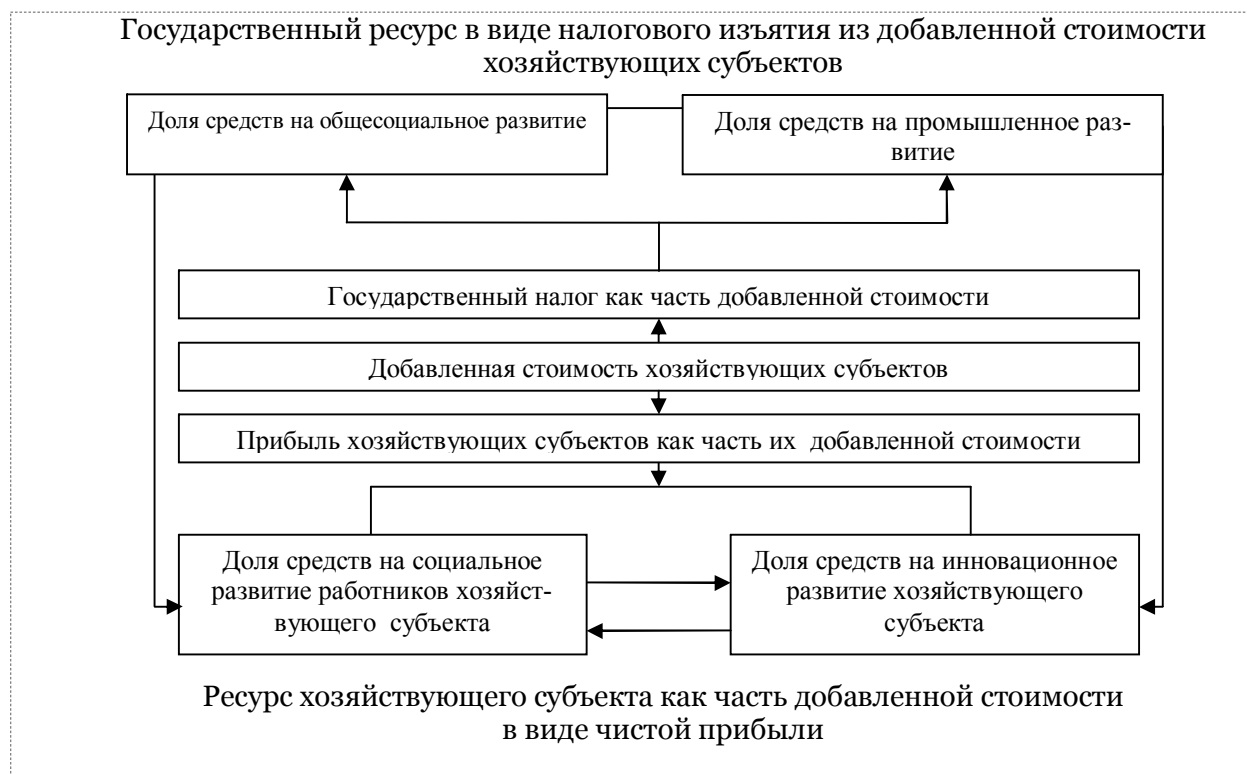 Государственный ресурс в виде налогового изъятия из добавленной стоимости
хозяйствующих субъектов
Доля средств на общесоциальное развитие
Доля средств на промышленное раз-
витие
Государственный налог как часть добавленной стоимости
Добавленная стоимость хозяйствующих субъектов
Прибыль хозяйствующих субъектов как часть их добавленной стоимости
Доля средств на социальное
развитие работников хозяйст-
вующего субъекта
Доля средств на инновационное
развитие хозяйствующего
субъекта
Ресурс хозяйствующего субъекта как часть добавленной стоимости
в виде чистой прибыли